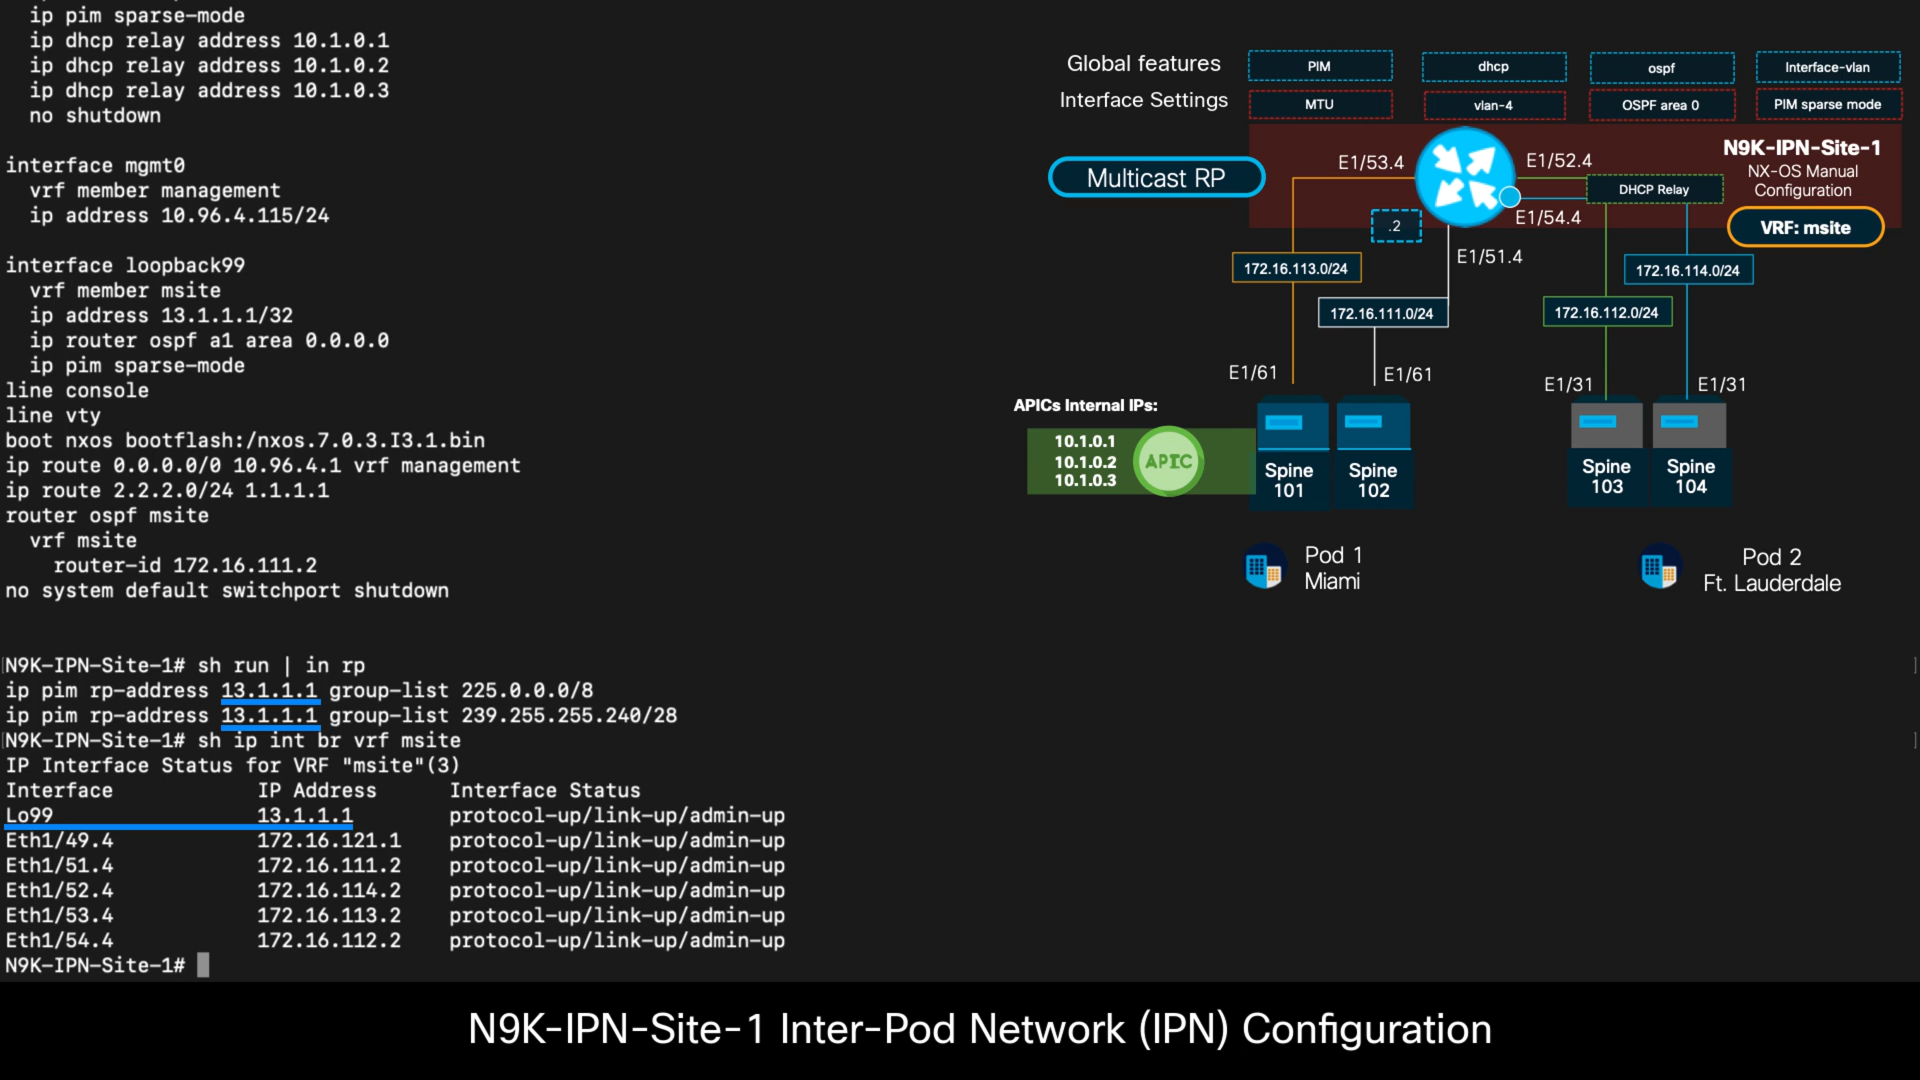 ip pim sparse-mode
ip dhcp relay address 10.1.0.1
ip dhcp relay address 10.1.0.2
ip dhcp relay address 10.1.0.3
no shutdown
interface mgmt0
vrf member management
ip address 10.96.4.115/24
interface loopback99
vrf member msite
ip address 13.1.1.1/32
ip router ospf a1 area 0.0.0.0
ip pim sparse-mode
line console
line vty
boot nxos bootflash:/nxos.7.0.3.I3.1.bin
ip route 0.0.0.0/0 10.96.4.1 vrf management
ip route 2.2.2.0/24 1.1.1.1
router ospf msite
vrf msite
router-id 172.16.111.2
no system default switchport shutdown
[N9K-IPN-Site-1# sh run | in rp ]
ip pim rp-address 13.1.1.1 group-list 225.0.0.0/8
ip pim rp-address 13.1.1.1 group-list 239.255.255.240/28
[N9K-IPN-Site-1# sh ip int br vrf msite ]
IP Interface Status for VRF "msite"(3)
Interface IP Address Interface Status
Lo99 13.1.1.1 protocol-up/link-up/admin-up
Eth1/49.4 172.16.121.1 protocol-up/link-up/admin-up
Eth1/51.4 172.16.111.2 protocol-up/link-up/admin-up
Eth1/52.4 172.16.114.2 protocol-up/link-up/admin-up
Eth1/53.4 172.16.113.2 protocol-up/link-up/admin-up
Eth1/54.4 172.16.112.2 protocol-up/link-up/admin-up
N9K-IPN-Site-1#
Global features PIM dhcp ospf Interface-vlan
Interface Settings MTU vlan-4 OSPF area 0 PIM sparse mode
Multicast RP
E1/53.4
E1/52.4
N9K-IPN-Site-1
NX-OS Manual
Configuration
DHCP Relay
E1/54.4
VRF: msite
.2
E1/51.4
172.16.113.0/24
172.16.114.0/24
172.16.111.0/24
172.16.112.0/24
E1/61
E1/61
E1/31
E1/31
APICs Internal IPs:
10.1.0.1
10.1.0.2
10.1.0.3
APIC
Spine
101
Spine
102
Spine
103
Spine
104
Pod 1
Miami
Pod 2
Ft. Lauderdale
N9K-IPN-Site-1 Inter-Pod Network (IPN) Configuration